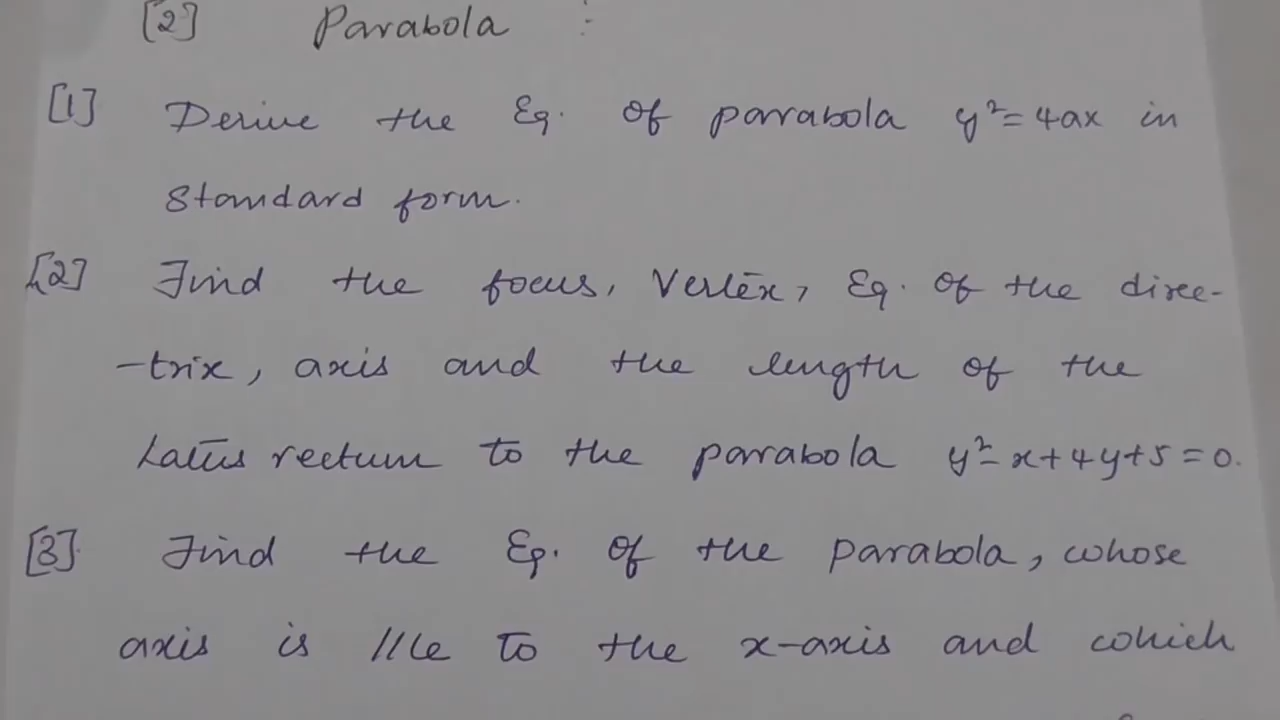 [2] Parabola :
[1] Derive the Eq. of parabola y²=4ax in
standard form.
[2] Find the focus, Vertex, Eq. of the direc-
-trix, axis and the length of the
Latus rectum to the parabola y²-x+4y+5=0.
[3] Find the Eq. of the parabola, whose
axis is //le to the x-axis and which